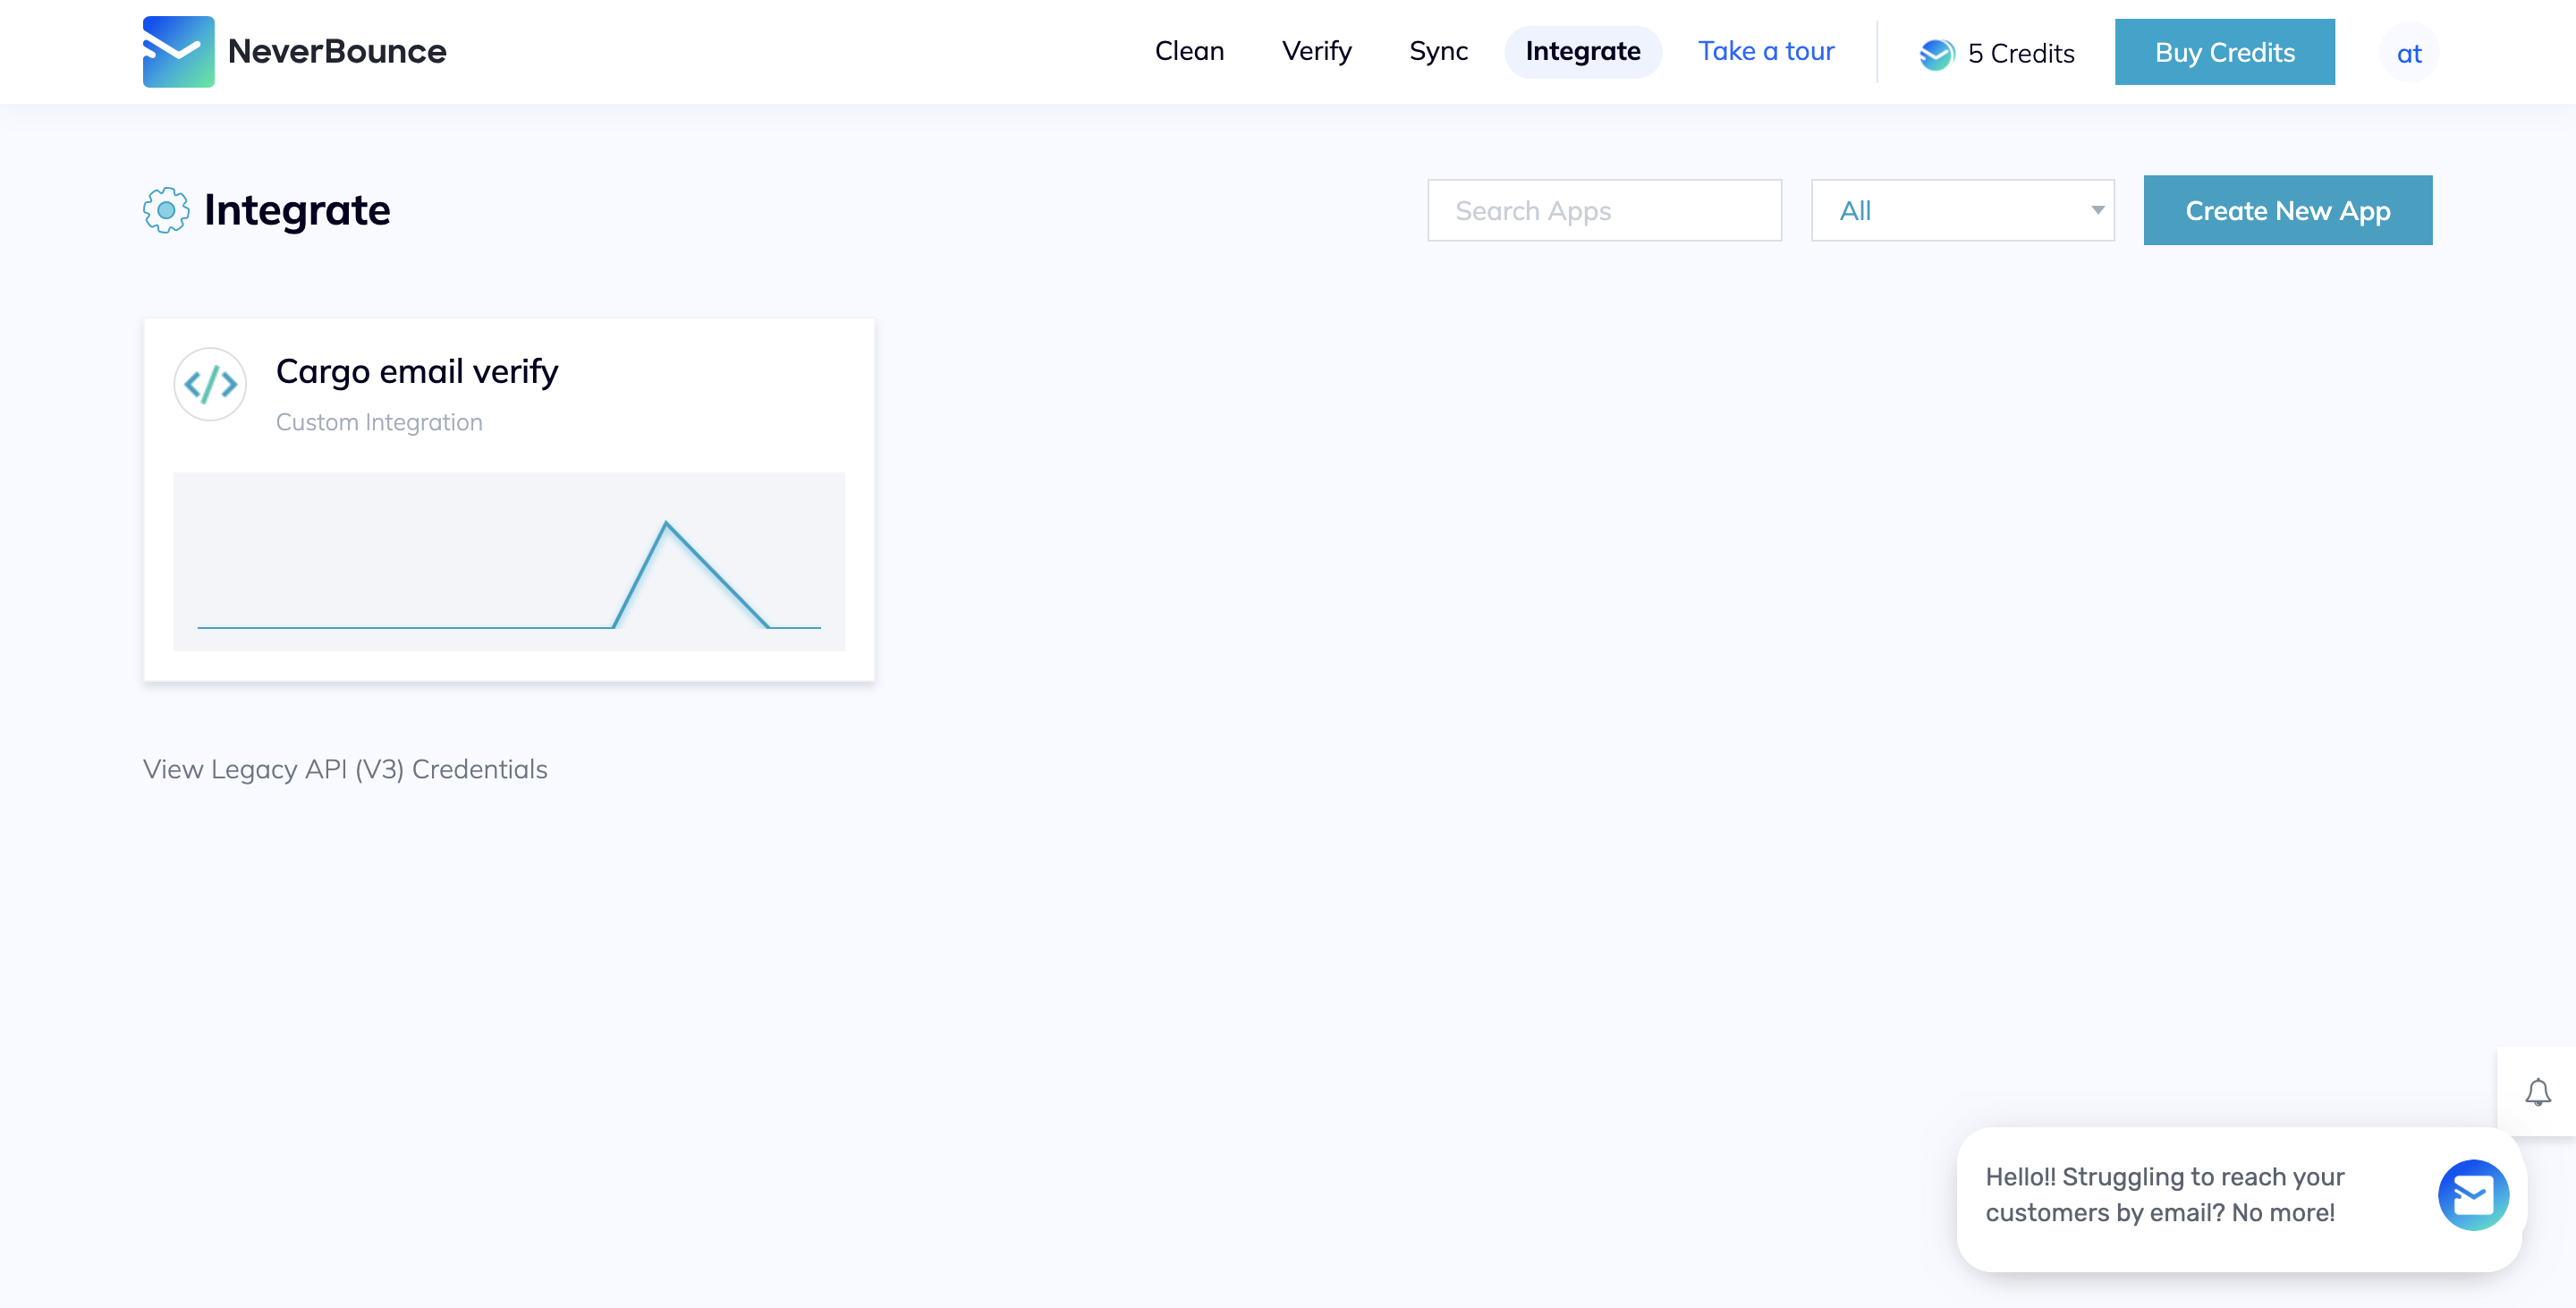 NeverBounce
Clean
Verify
Sync
Integrate
Take a tour
5 Credits
Buy Credits
at
Integrate
Search Apps
All
Create New App
Cargo email verify
Custom Integration
View Legacy API (V3) Credentials
Hello!! Struggling to reach your
customers by email? No more!